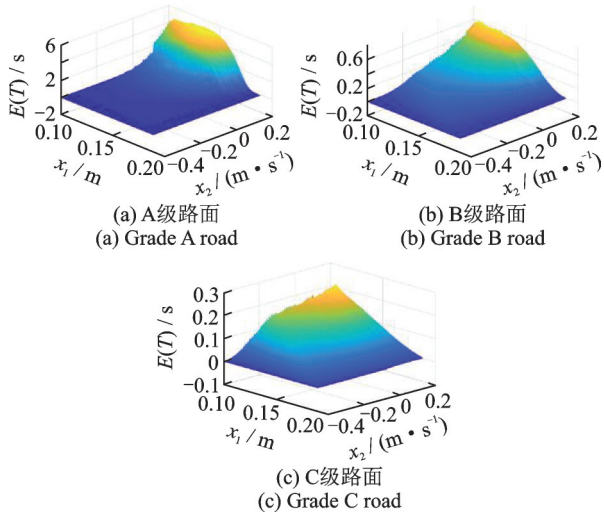 E(T) / s
6
2
−2
0.10
0.15
0.20
x₁ / m
−0.4
−0.2
0
0.2
x₂ / (m • s⁻¹)
(a) A级路面
(a) Grade A road
E(T) / s
0.6
0.2
−0.2
0.10
0.15
0.20
x₁ / m
−0.4
−0.2
0
0.2
x₂ / (m • s⁻¹)
(b) B级路面
(b) Grade B road
E(T) / s
0.3
0.2
0.1
0
−0.1
0.10
0.15
0.20
x₁ / m
−0.4
−0.2
0
0.2
x₂ / (m • s⁻¹)
(c) C级路面
(c) Grade C road